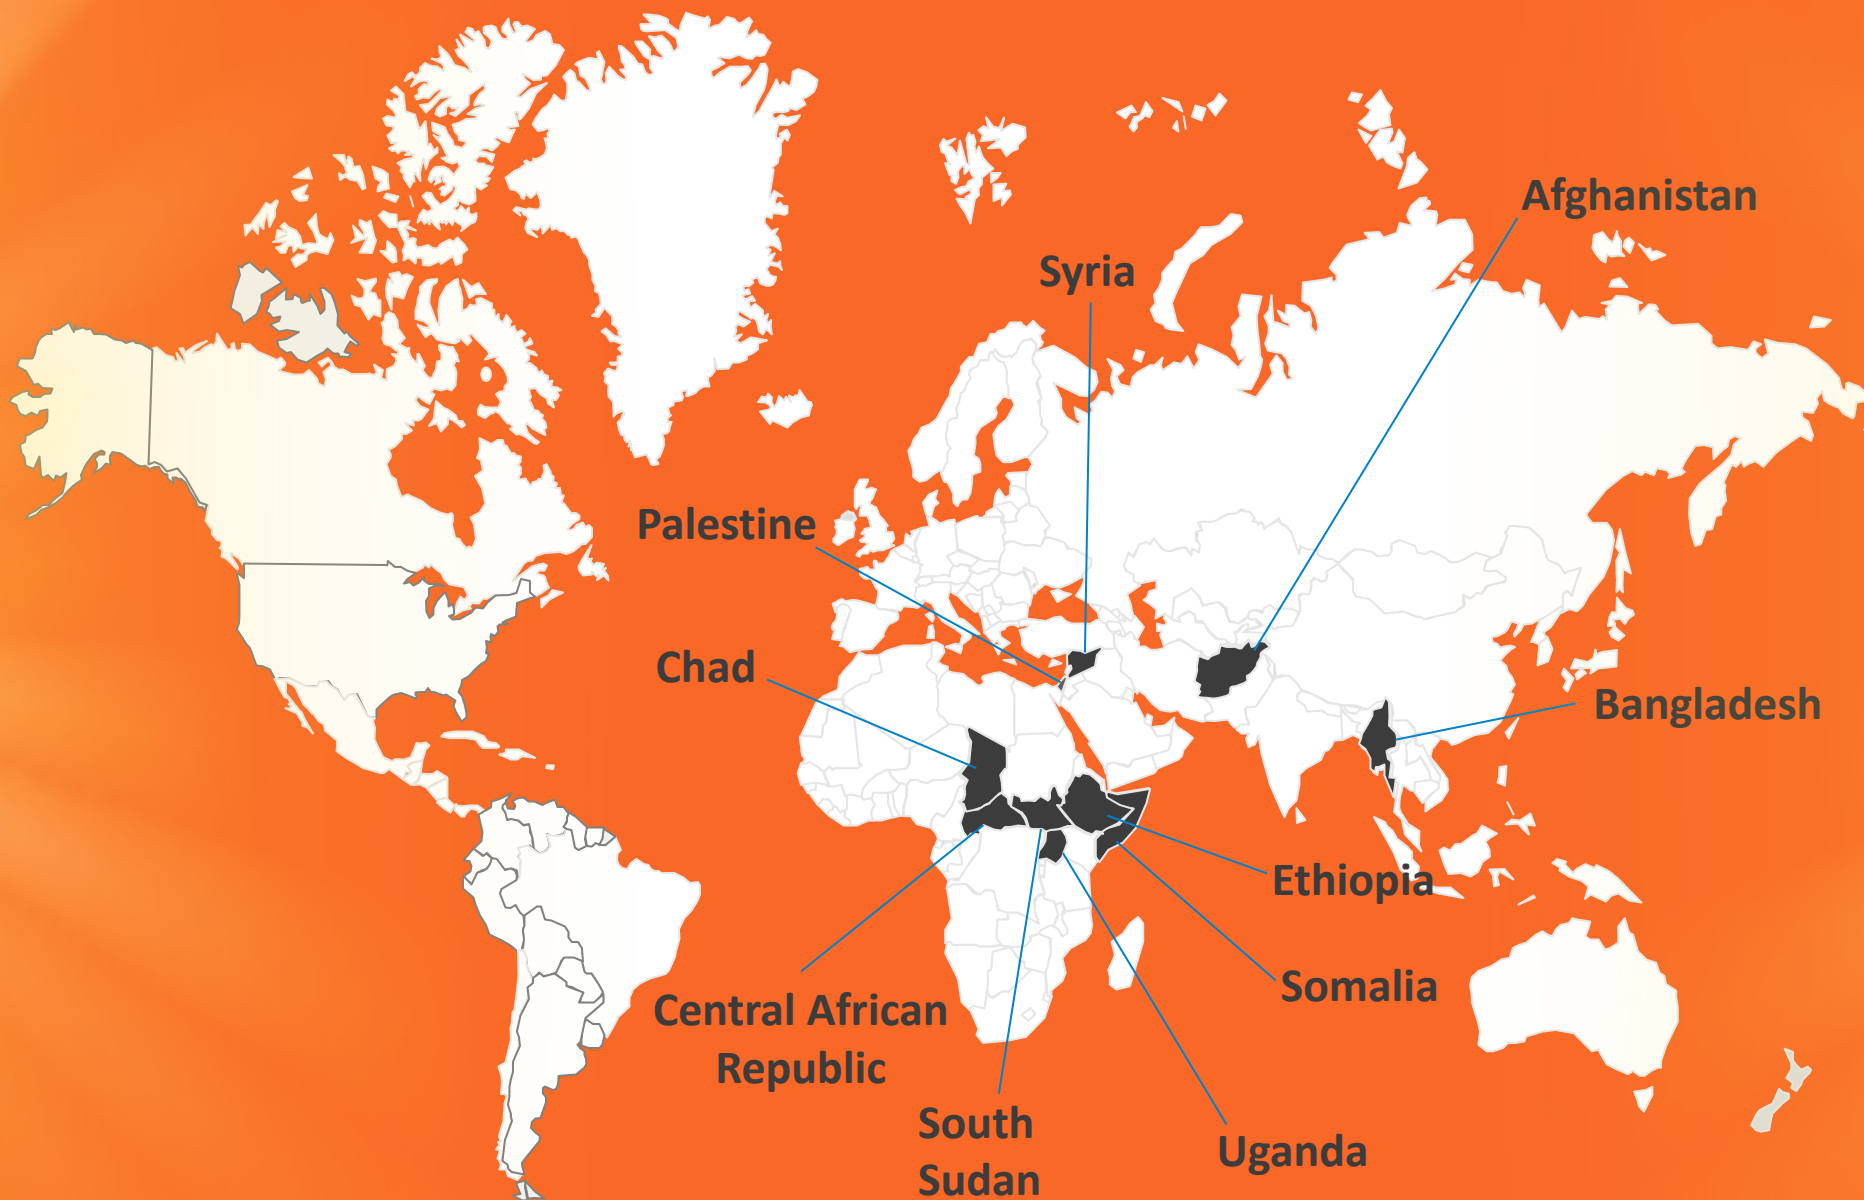 Afghanistan
Syria
Palestine
Chad
Bangladesh
Ethiopia
Somalia
Central African
Republic
South
Sudan
Uganda